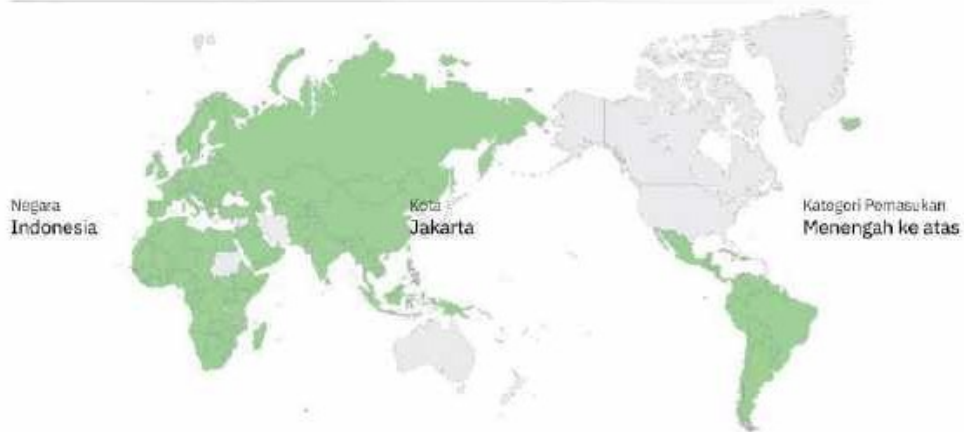 Negara
Indonesia
Kota
Jakarta
Kategori Pemasukan
Menengah ke atas